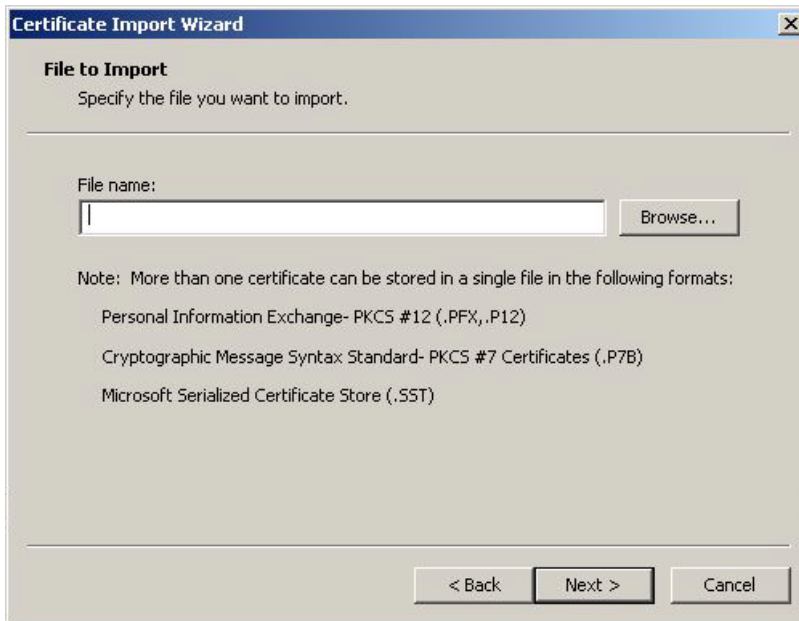 Certificate Import Wizard
File to Import
Specify the file you want to import.
File name:
Browse...
Note: More than one certificate can be stored in a single file in the following formats:
Personal Information Exchange- PKCS #12 (.PFX,.P12)
Cryptographic Message Syntax Standard- PKCS #7 Certificates (.P7B)
Microsoft Serialized Certificate Store (.SST)
< Back Next > Cancel